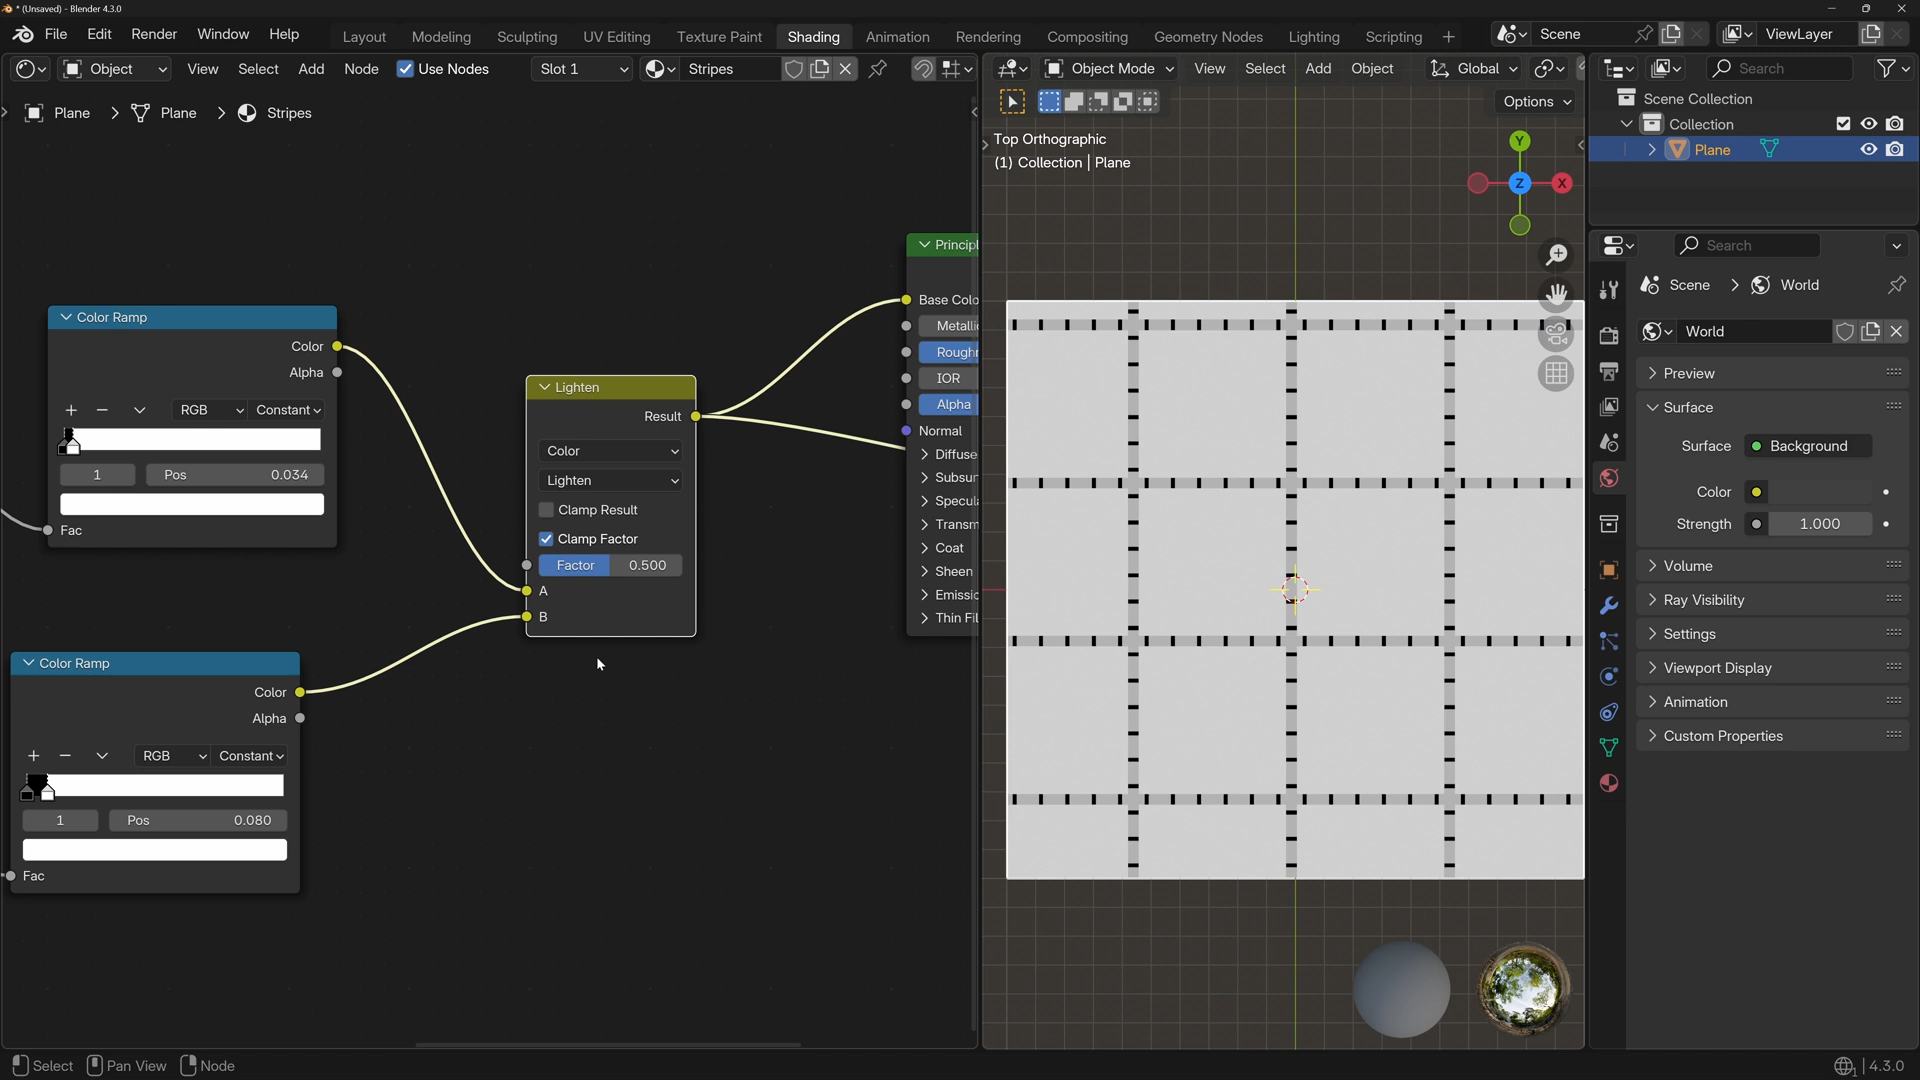 * (Unsaved) - Blender 4.3.0
File Edit Render Window Help
Layout Modeling Sculpting UV Editing Texture Paint Shading Animation Rendering Compositing Geometry Nodes Lighting Scripting +
Scene
ViewLayer
Object View Select Add Node Use Nodes Slot 1 Stripes
Object Mode View Select Add Object Global
Search
Options
Plane > Plane > Stripes
Top Orthographic
(1) Collection | Plane
Y
Z
X
Scene Collection
Collection
Plane
Search
Scene > World
World
Preview
Surface
Surface Background
Color
Strength 1.000
Volume
Ray Visibility
Settings
Viewport Display
Animation
Custom Properties
Color Ramp
Color
Alpha
RGB Constant
1 Pos 0.034
Fac
Lighten
Result
Color
Lighten
Clamp Result
Clamp Factor
Factor 0.500
A
B
Color Ramp
Color
Alpha
RGB Constant
1 Pos 0.080
Fac
Princip
Base Colo
Metalli
Rough
IOR
Alpha
Normal
Diffuse
Subsur
Specul
Transm
Coat
Sheen
Emissi
Thin Fil
Select Pan View Node
4.3.0